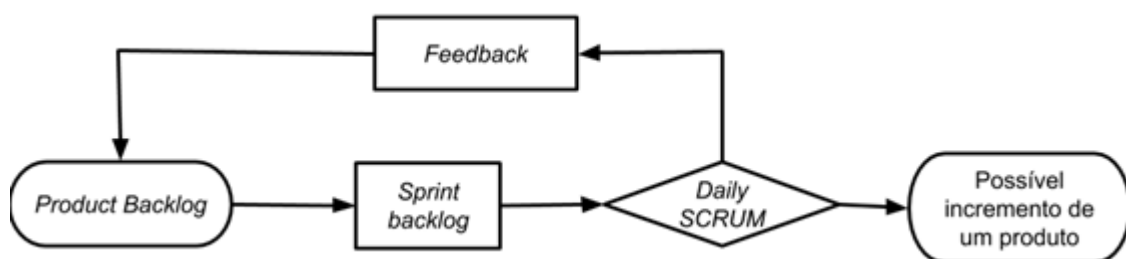 Feedback
Product Backlog
Sprint
backlog
Daily
SCRUM
Possível
incremento de
um produto